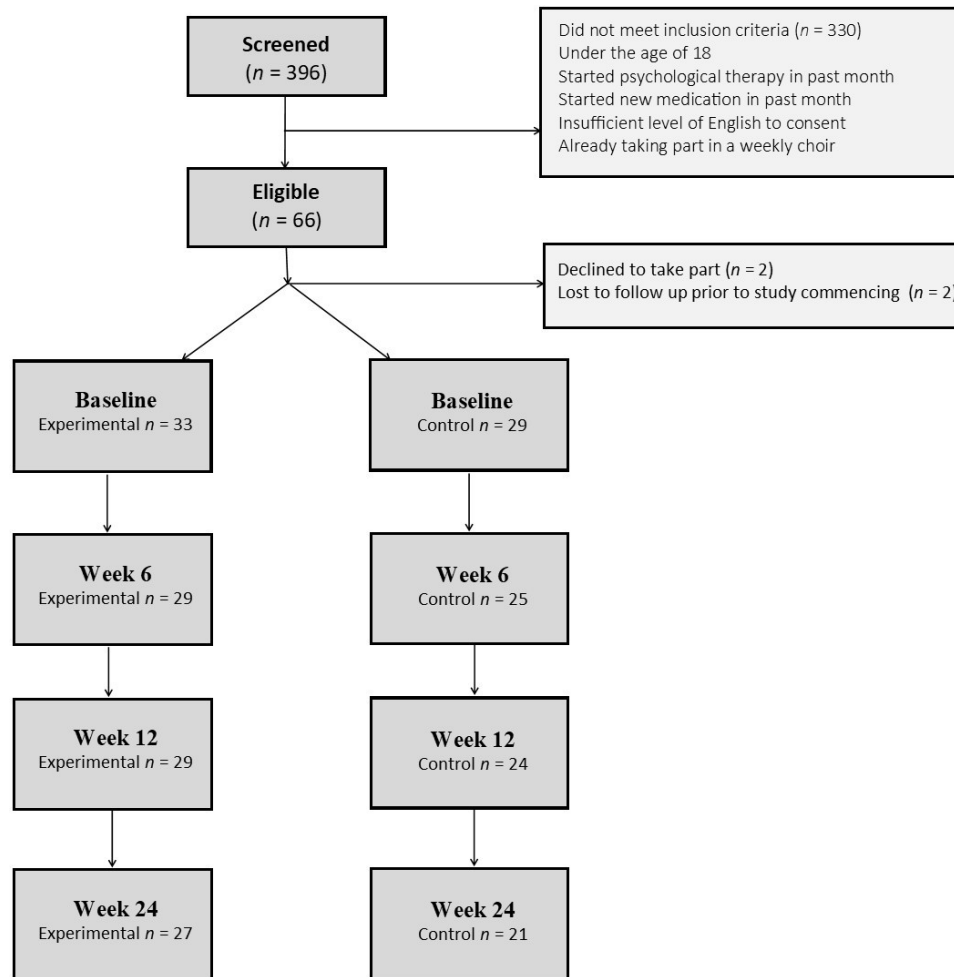 Screened
(n = 396)
Did not meet inclusion criteria (n = 330)
Under the age of 18
Started psychological therapy in past month
Started new medication in past month
Insufficient level of English to consent
Already taking part in a weekly choir
Eligible
(n = 66)
Declined to take part (n = 2)
Lost to follow up prior to study commencing (n = 2)
Baseline
Experimental n = 33
Baseline
Control n = 29
Week 6
Experimental n = 29
Week 6
Control n = 25
Week 12
Experimental n = 29
Week 12
Control n = 24
Week 24
Experimental n = 27
Week 24
Control n = 21